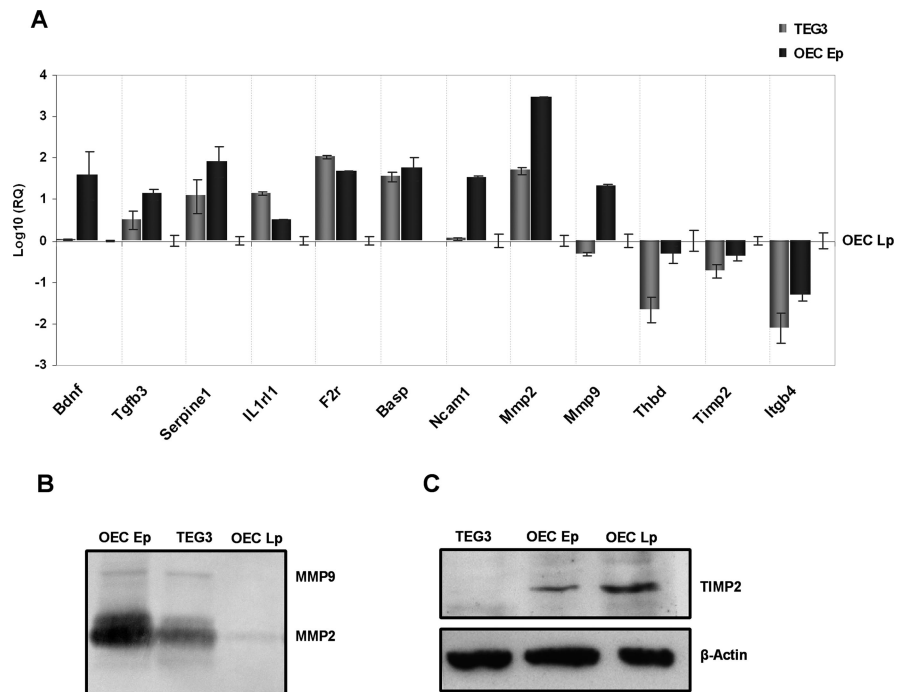 A
TEG3
OEC Ep
Log10 (RQ)
4
3
2
1
0
-1
-2
-3
OEC Lp
Bdnf
Tgfb3
Serpine1
IL1rl1
F2r
Basp
Ncam1
Mmp2
Mmp9
Thbd
Timp2
Itgb4
B
OEC Ep TEG3 OEC Lp
MMP9
MMP2
C
TEG3 OEC Ep OEC Lp
TIMP2
β-Actin